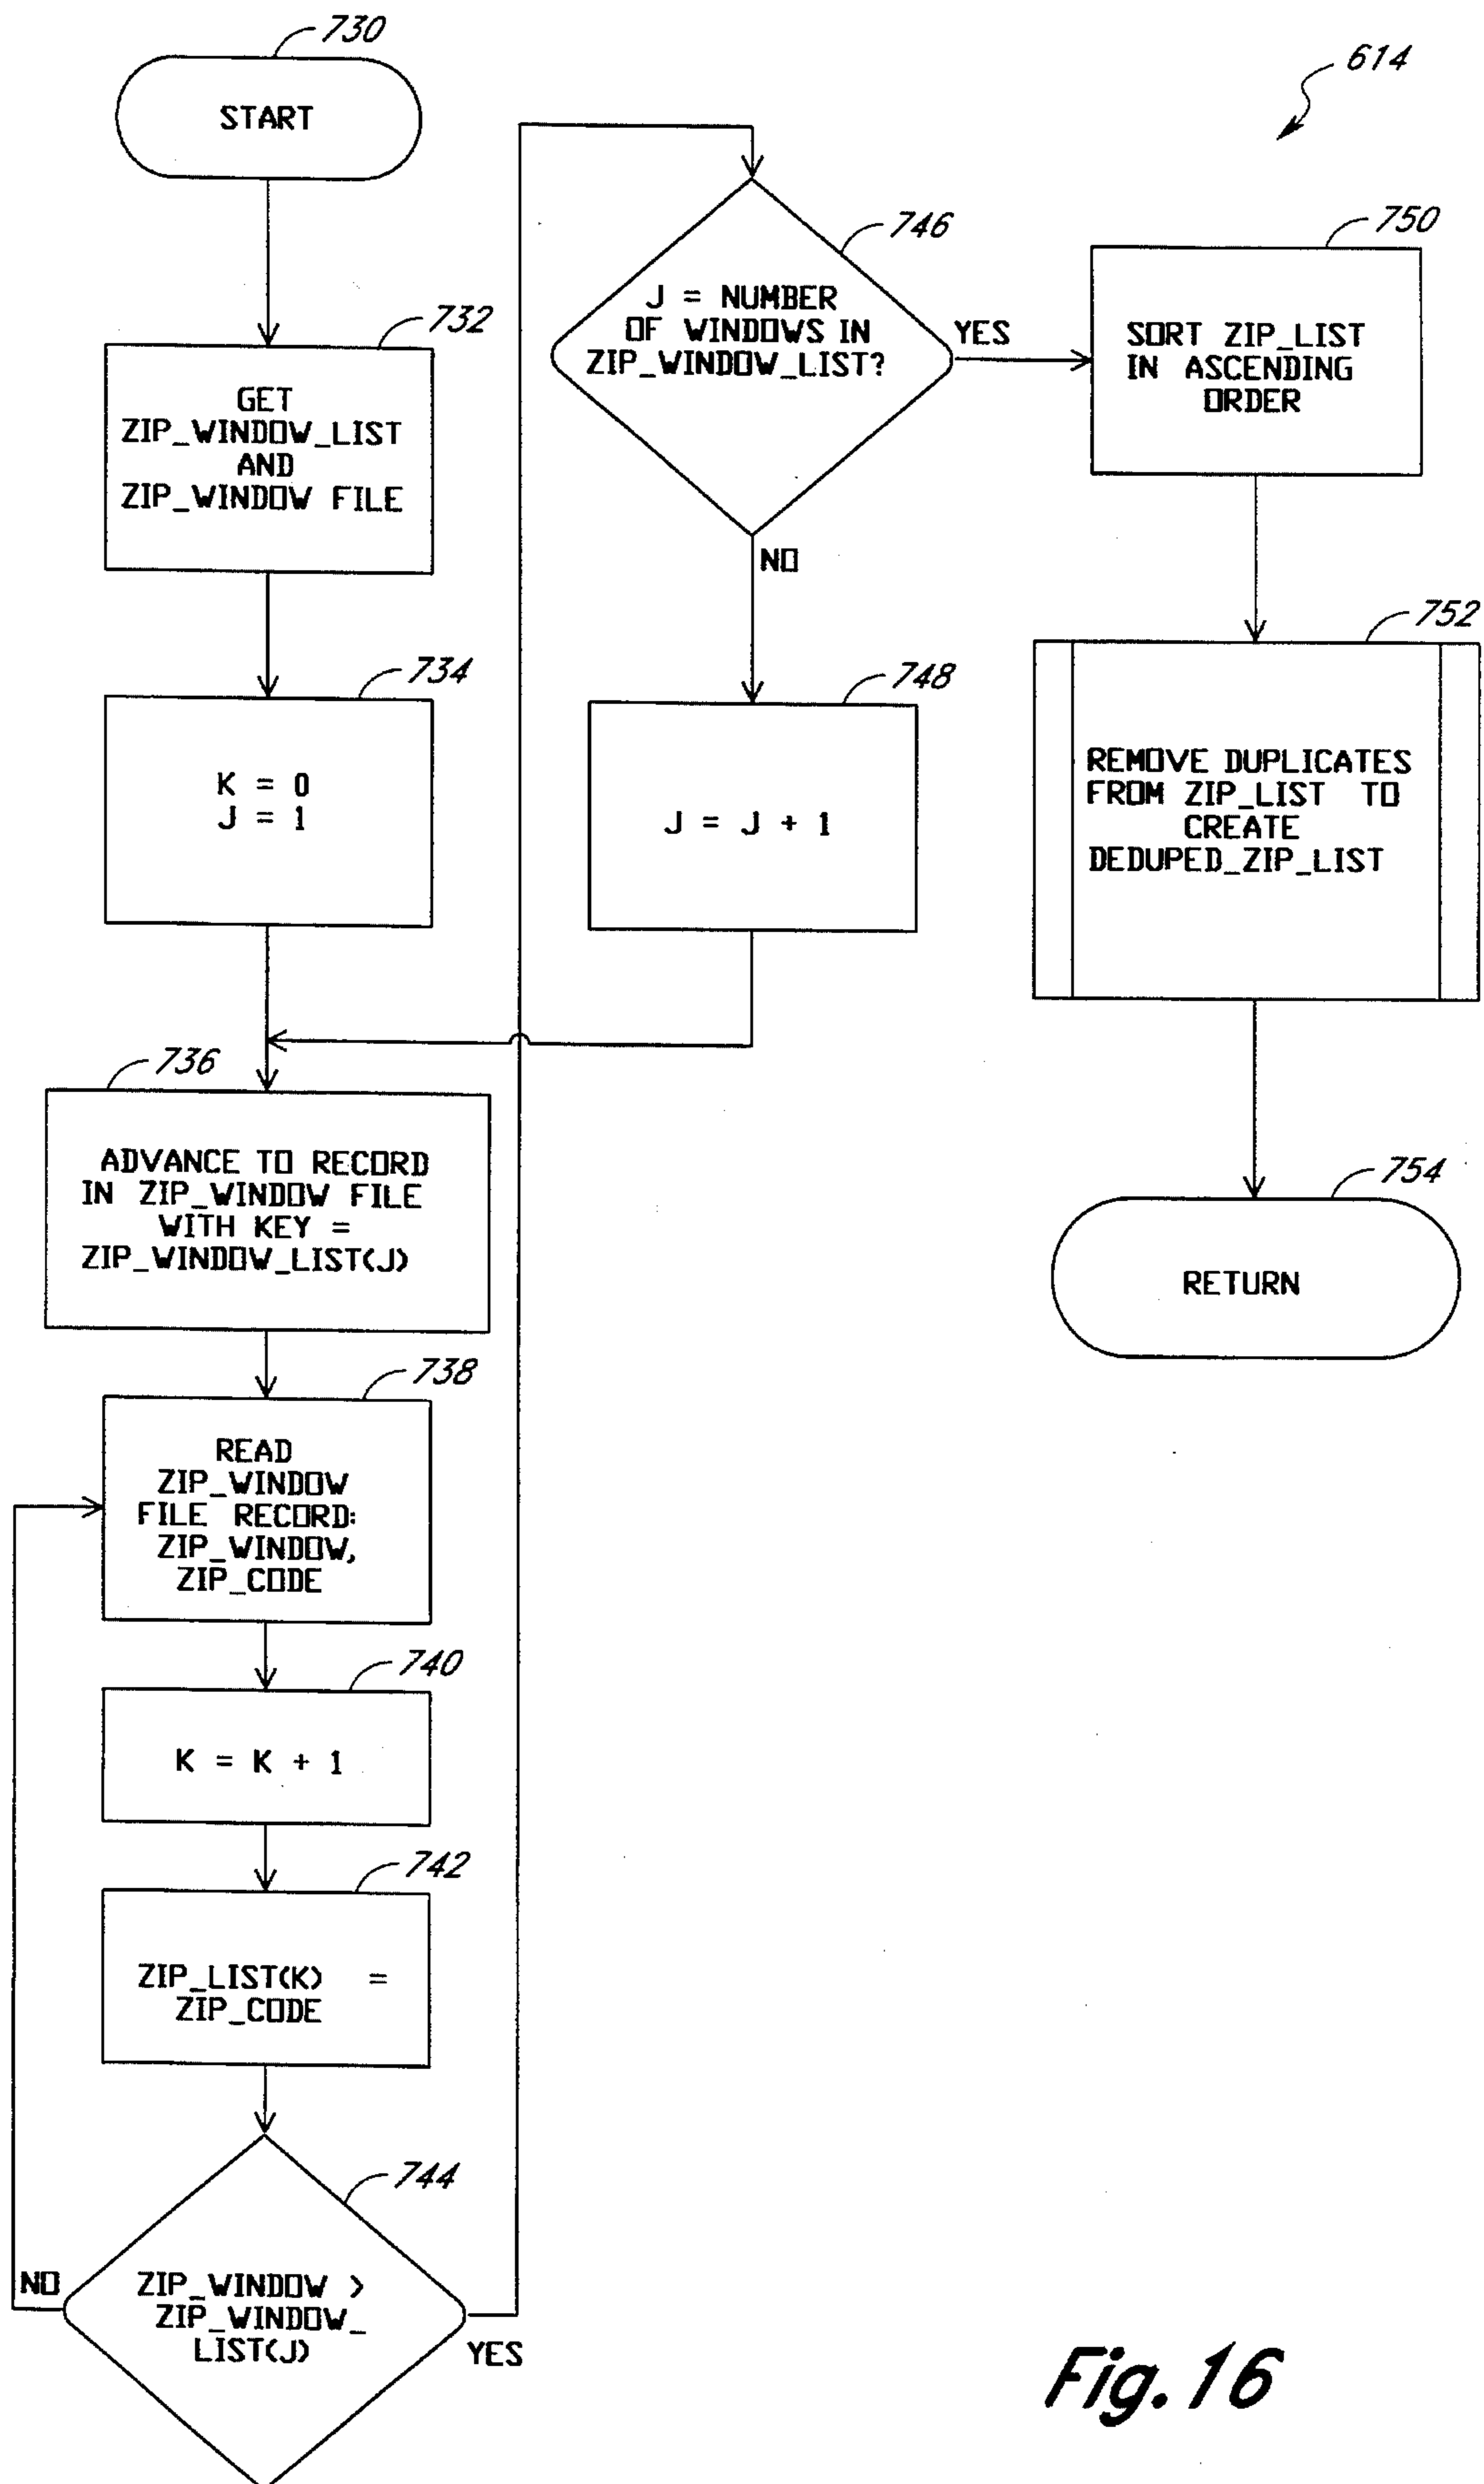 730
START
732
GET
ZIP_WINDOW_LIST
AND
ZIP_WINDOW FILE
734
K = 0
J = 1
736
ADVANCE TO RECORD
IN ZIP_WINDOW FILE
WITH KEY =
ZIP_WINDOW_LIST(J)
738
READ
ZIP_WINDOW
FILE RECORD:
ZIP_WINDOW,
ZIP_CODE
740
K = K + 1
742
ZIP_LIST(K) =
ZIP_CODE
744
ZIP_WINDOW >
ZIP_WINDOW_
LIST(J)
NO
YES
746
J = NUMBER
OF WINDOWS IN
ZIP_WINDOW_LIST?
YES
NO
748
J = J + 1
614
750
SORT ZIP_LIST
IN ASCENDING
ORDER
752
REMOVE DUPLICATES
FROM ZIP_LIST TO
CREATE
DEDUPED_ZIP_LIST
754
RETURN
Fig. 16